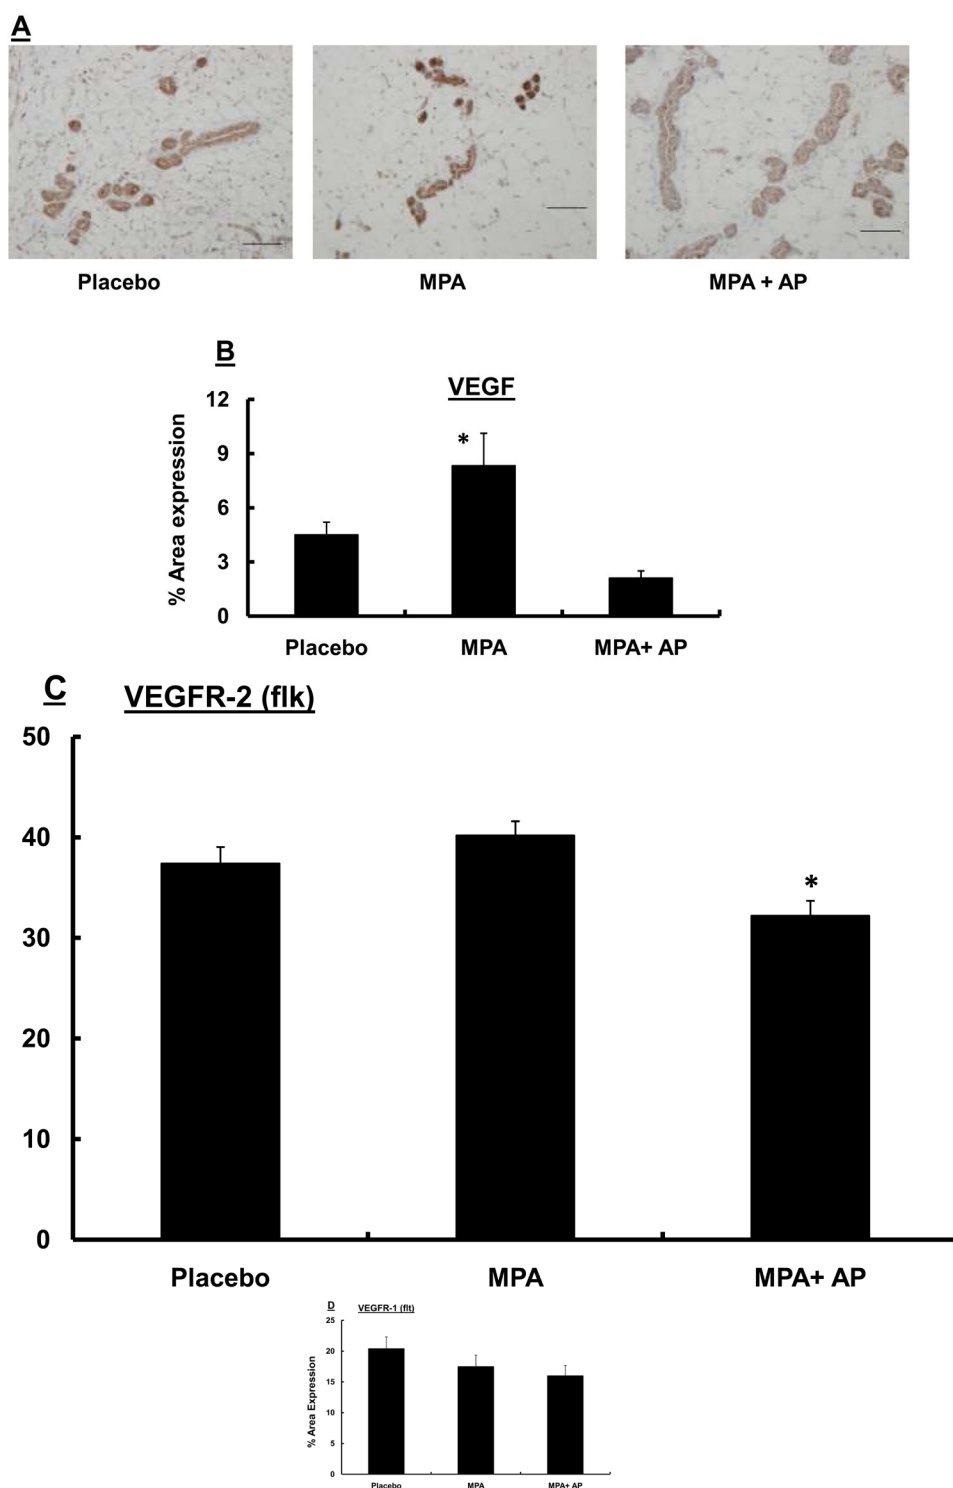 A
Placebo MPA MPA + AP
B
VEGF
% Area expression
12
9
6
3
0
Placebo MPA MPA+ AP
*
C VEGFR-2 (flk)
50
40
30
20
10
0
*
Placebo MPA MPA+ AP
D VEGFR-1 (flt)
% Area Expression
25
20
15
10
5
0
Placebo MPA MPA+ AP